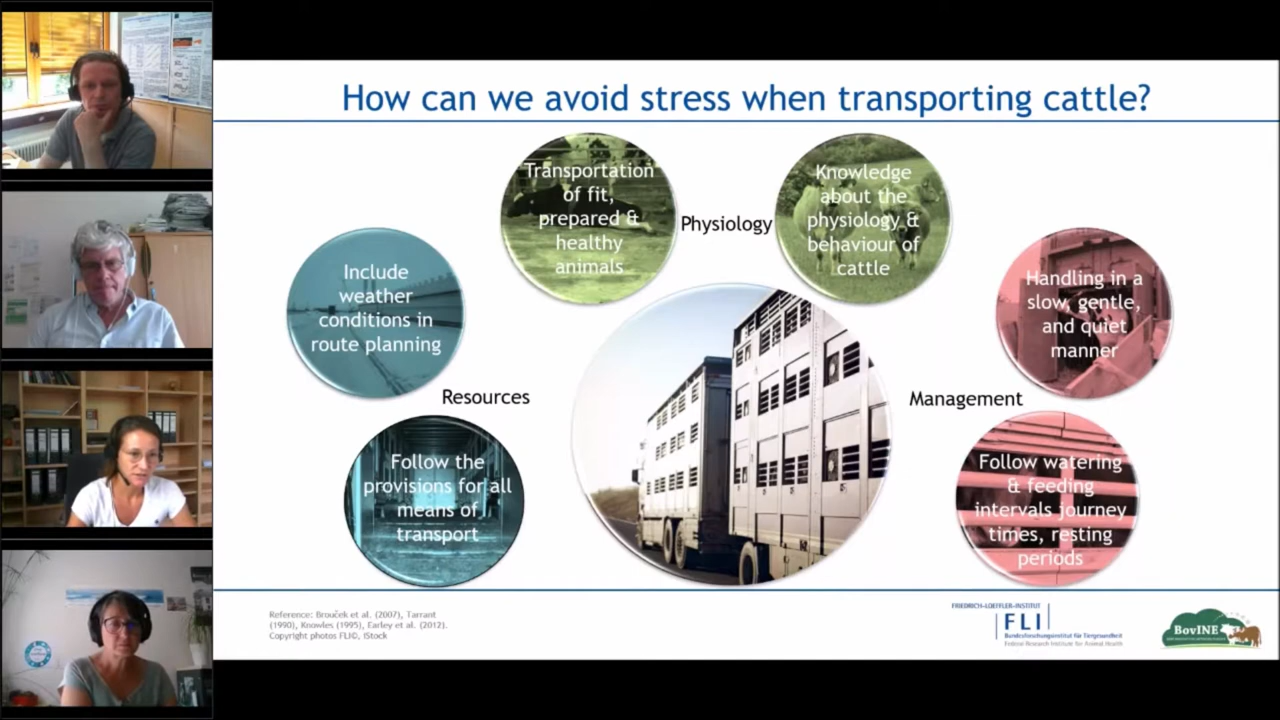 How can we avoid stress when transporting cattle?
Transportation
of fit,
prepared &
healthy
animals
Physiology
Knowledge
about the
physiology &
behaviour of
cattle
Include
weather
conditions in
route planning
Handling in a
slow, gentle,
and quiet
manner
Resources
Management
Follow the
provisions for all
means of
transport
Follow watering
& feeding
intervals journey
times, resting
periods
Reference: Brouček et al. (2007), Tarrant
(1990), Knowles (1995), Earley et al. (2012).
Copyright photos FLI©, iStock
FRIEDRICH-LOEFFLER-INSTITUT
FLI
Bundesforschungsinstitut für Tiergesundheit
Federal Research Institute for Animal Health
BovINE